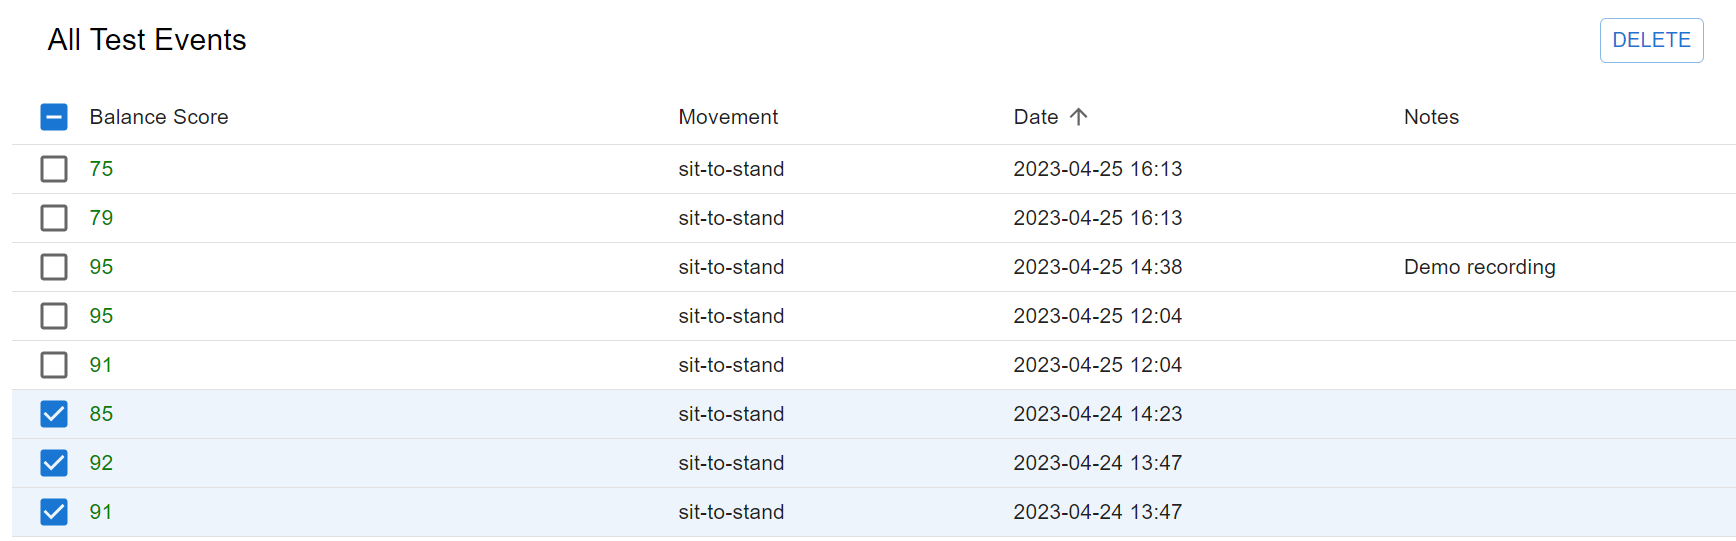 All Test Events DELETE
Balance Score Movement Date Notes
75 sit-to-stand 2023-04-25 16:13
79 sit-to-stand 2023-04-25 16:13
95 sit-to-stand 2023-04-25 14:38 Demo recording
95 sit-to-stand 2023-04-25 12:04
91 sit-to-stand 2023-04-25 12:04
85 sit-to-stand 2023-04-24 14:23
92 sit-to-stand 2023-04-24 13:47
91 sit-to-stand 2023-04-24 13:47